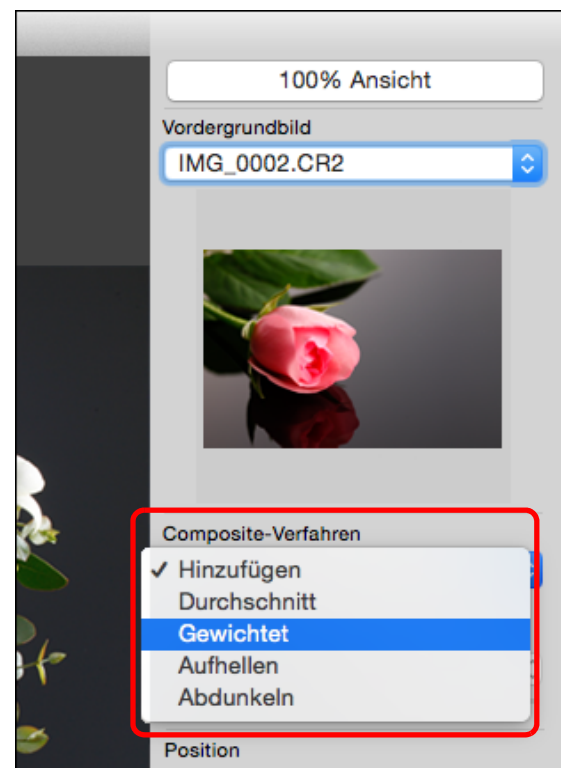 100% Ansicht
Vordergrundbild
IMG_0002.CR2
Composite-Verfahren
✓ Hinzufügen
Durchschnitt
Gewichtet
Aufhellen
Abdunkeln
Position